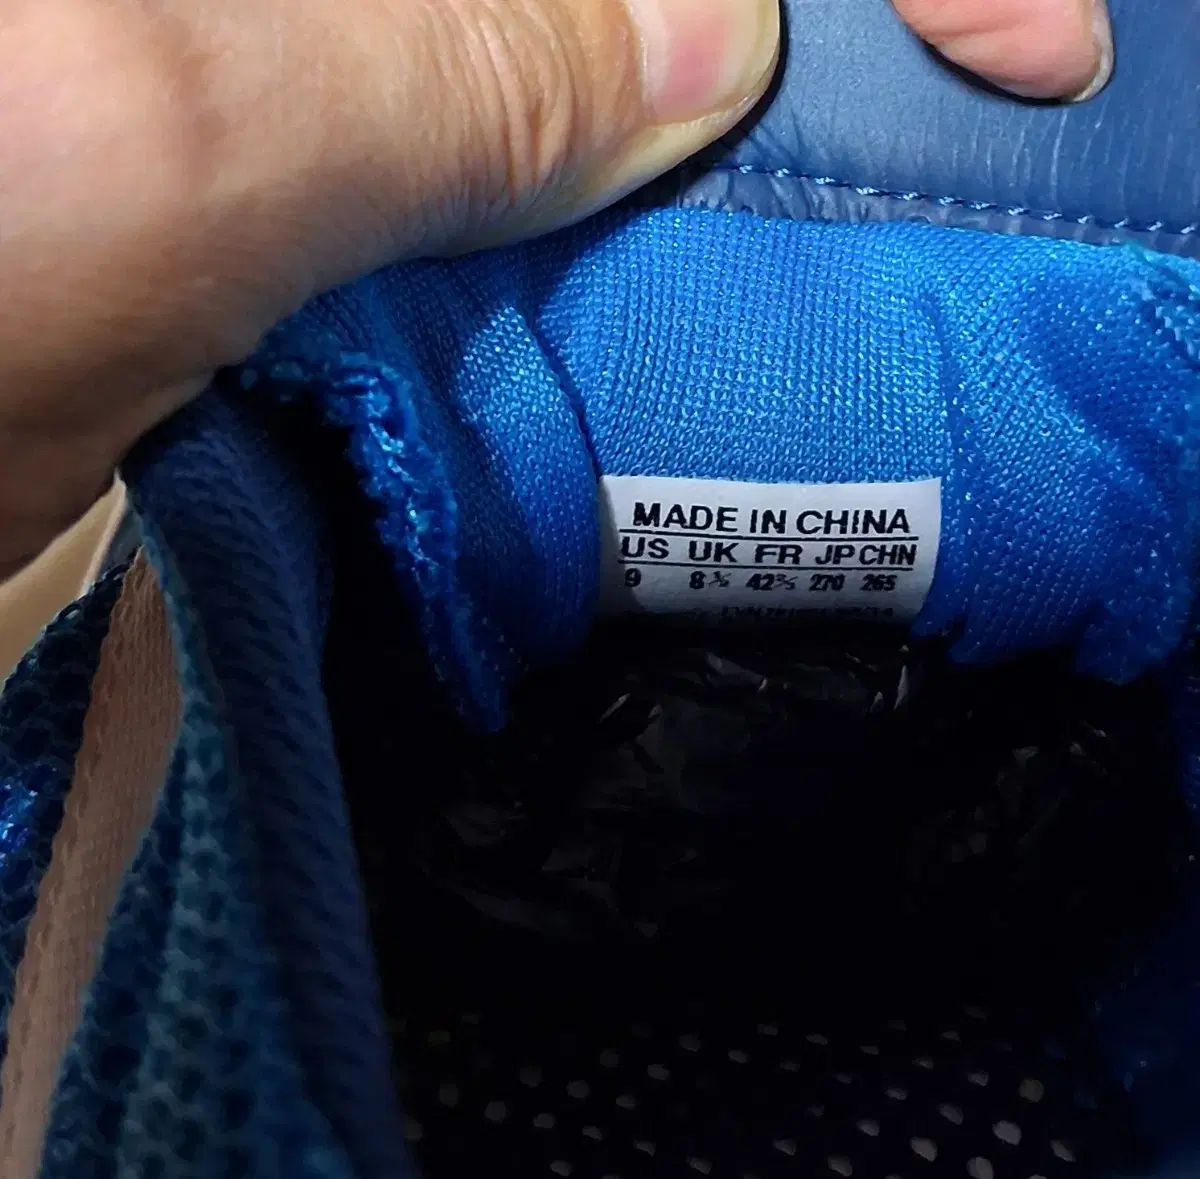 MADE IN CHINA
US UK FR JP CHN
9 8½ 42⅔ 270 265